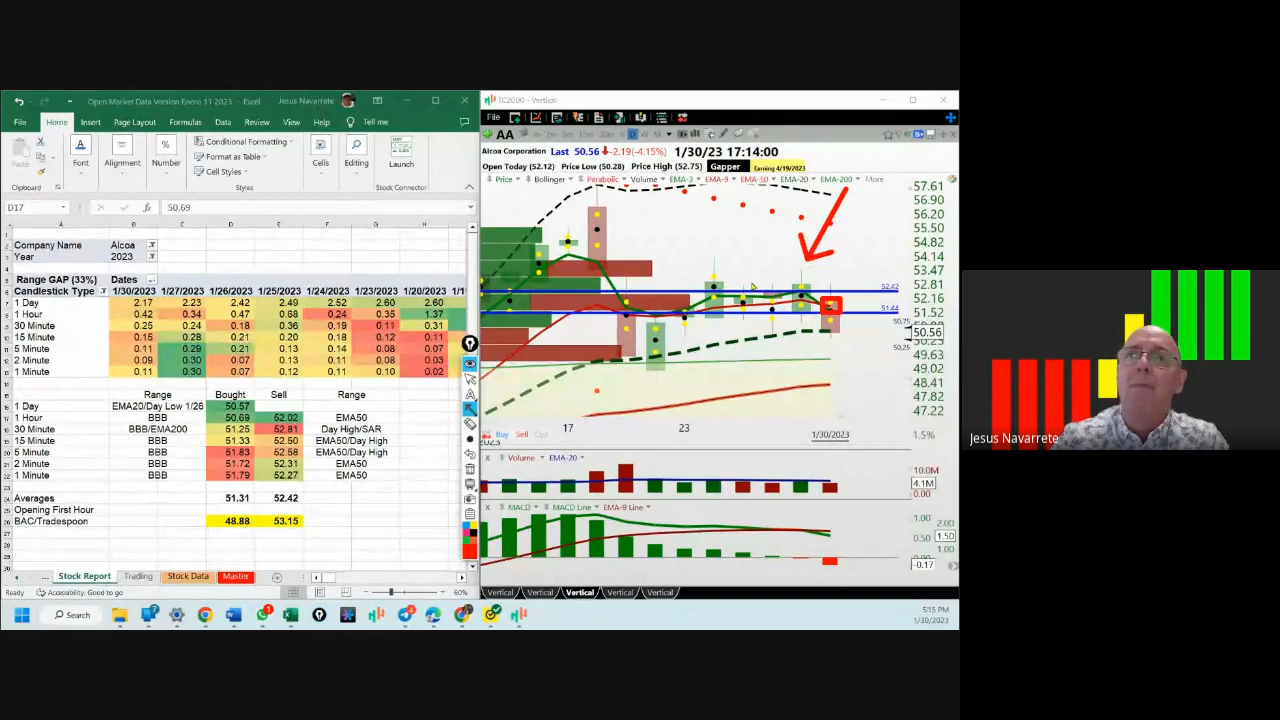 Open Market Data Version Enero 11 2023 - Excel
Jesus Navarrete
File Home Insert Page Layout Formulas Data Review View Help Tell me
Paste Font Alignment Number Conditional Formatting Format as Table Cell Styles Cells Editing Launch
Clipboard Styles Stock Connector
D17 50.69
A B C D E F G H
Company Name Alcoa
Year 2023
Range GAP (33%) Dates
Candlestick Type 1/30/2023 1/27/2023 1/26/2023 1/25/2023 1/24/2023 1/23/2023 1/20/2023 1/19
1 Day 2.17 2.23 2.42 2.49 2.52 2.60 2.60
1 Hour 0.42 0.34 0.47 0.68 0.24 0.35 1.37
30 Minute 0.25 0.24 0.18 0.36 0.19 0.11 0.31
15 Minute 0.15 0.28 0.20 0.24 0.18 0.12 0.11
5 Minute 0.11 0.29 0.21 0.13 0.14 0.08 0.07
2 Minute 0.09 0.30 0.07 0.16 0.11 0.08 0.03
1 Minute 0.11 0.30 0.07 0.12 0.11 0.10 0.02
Range Bought Sell Range
1 Day EMA20/Day Low 1/26 50.57
1 Hour BBB 50.69 52.02 EMA50
30 Minute BBB/EMA200 51.25 52.81 Day High/SAR
15 Minute BBB 51.33 52.50 EMA50/Day High
5 Minute BBB 51.83 52.58 EMA50/Day High
2 Minute BBB 51.72 52.31 EMA50
1 Minute BBB 51.79 52.27 EMA50
Averages 51.31 52.42
Opening First Hour
BAC/Tradespoon 48.88 53.15
Stock Report Trading Stock Data Master
Ready Accessibility: Good to go 60%
TC2000 - Vertical
File
AA
Alcoa Corporation Last 50.56 -2.19(-4.15%) 1/30/23 17:14:00
Open Today (52.12) Price Low (50.28) Price High (52.75) Gapper Earning 4/19/2023
Price Bollinger Parabolic Volume EMA-3 EMA-9 EMA-50 EMA-20 EMA-200 More
57.61
56.90
56.20
55.50
54.82
54.14
53.47
52.42 52.81
52.16
51.44 51.52
50.75
50.56
50.25
49.63
49.02
48.41
47.82
47.22
17 23 1/30/2023 1.5%
Buy Sell Opt
2023
X Volume EMA-20
10.0M
4.1M
0.00
X MACD MACD Line EMA-9 Line
1.00 2.00
0.50 1.50
1.00
-0.17
Vertical Vertical Vertical Vertical Vertical
Search
5:15 PM
1/30/2023
Jesus Navarrete